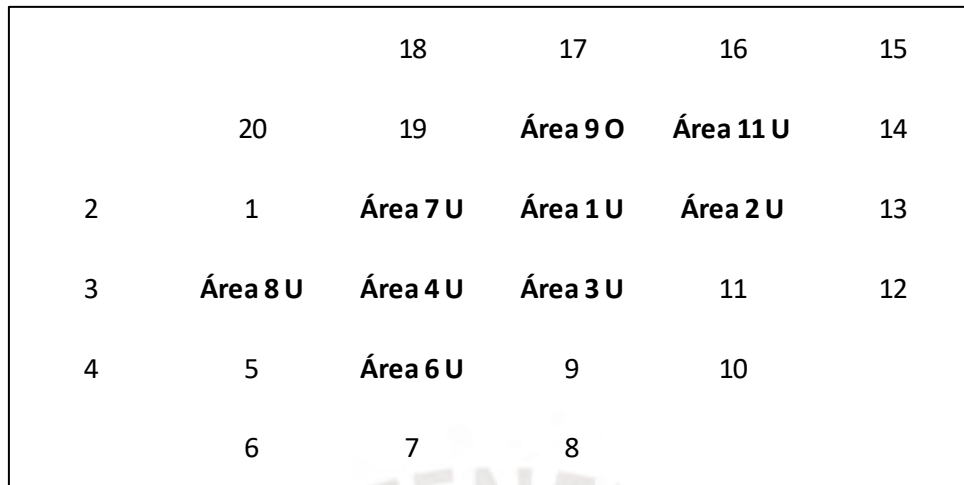 18 17 16 15
20 19 Área 9 O Área 11 U 14
2 1 Área 7 U Área 1 U Área 2 U 13
3 Área 8 U Área 4 U Área 3 U 11 12
4 5 Área 6 U 9 10
6 7 8